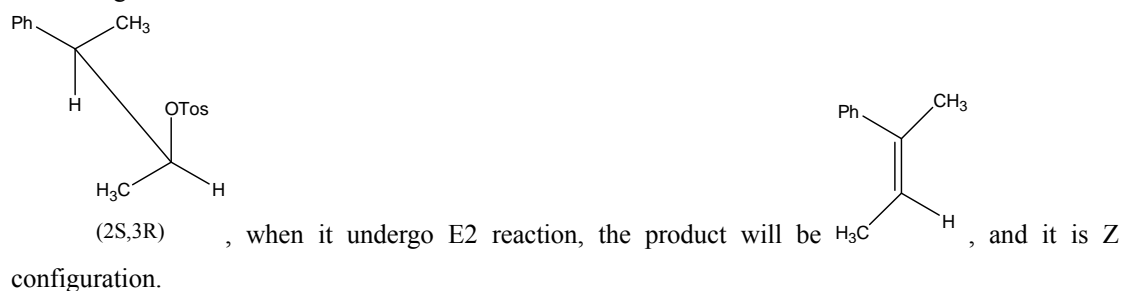 Ph CH3
H
OTos
H3C H
Ph CH3
H3C H
(2S,3R) , when it undergo E2 reaction, the product will be , and it is Z
configuration.